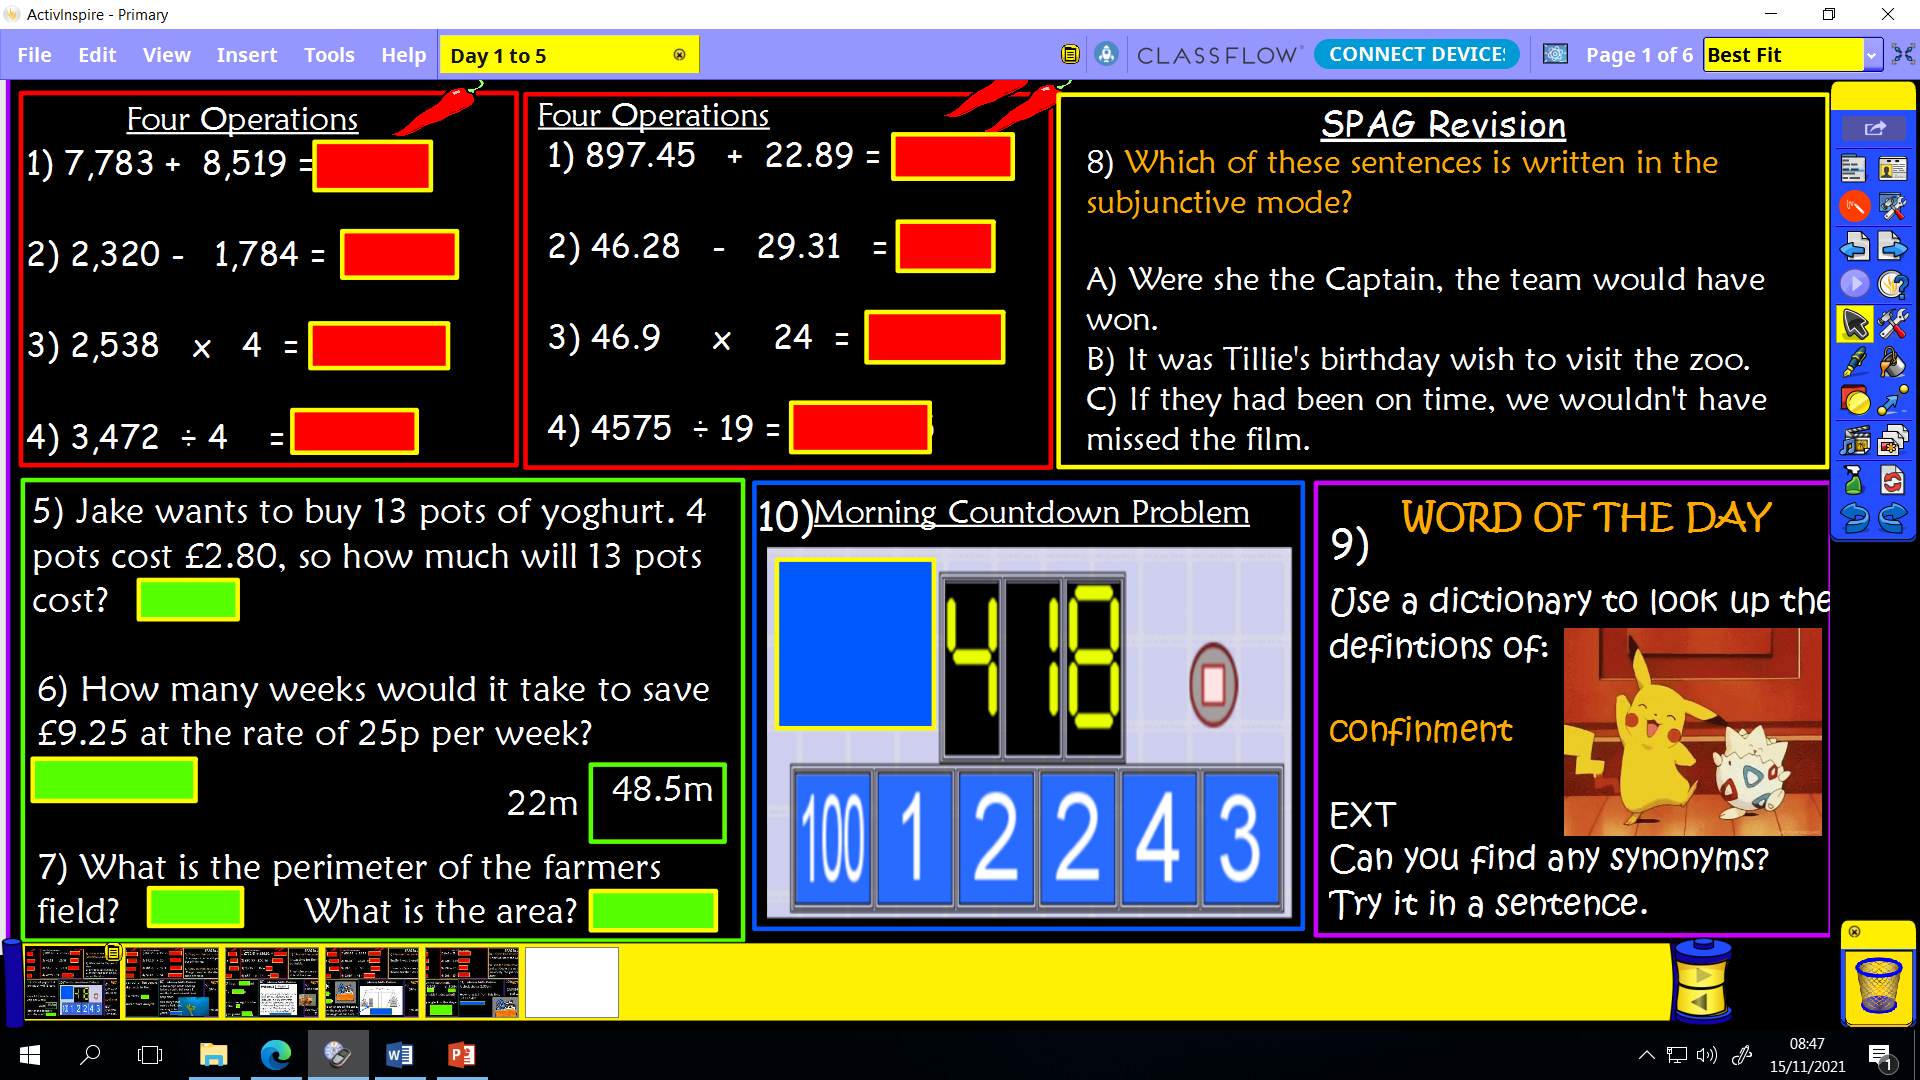 ActivInspire - Primary
File Edit View Insert Tools Help
Day 1 to 5
CLASSFLOW
CONNECT DEVICES
Page 1 of 6
Best Fit
Four Operations
1) 7,783 + 8,519 =
2) 2,320 - 1,784 =
3) 2,538 x 4 =
4) 3,472 ÷ 4 =
Four Operations
1) 897.45 + 22.89 =
2) 46.28 - 29.31 =
3) 46.9 x 24 =
4) 4575 ÷ 19 =
SPAG Revision
8) Which of these sentences is written in the
subjunctive mode?
A) Were she the Captain, the team would have
won.
B) It was Tillie's birthday wish to visit the zoo.
C) If they had been on time, we wouldn't have
missed the film.
5) Jake wants to buy 13 pots of yoghurt. 4
pots cost £2.80, so how much will 13 pots
cost?
6) How many weeks would it take to save
£9.25 at the rate of 25p per week?
22m
48.5m
7) What is the perimeter of the farmers
field? What is the area?
10) Morning Countdown Problem
418
100 1 2 2 4 3
WORD OF THE DAY
9)
Use a dictionary to look up the
defintions of:
confinment
EXT
Can you find any synonyms?
Try it in a sentence.
08:47
15/11/2021
1